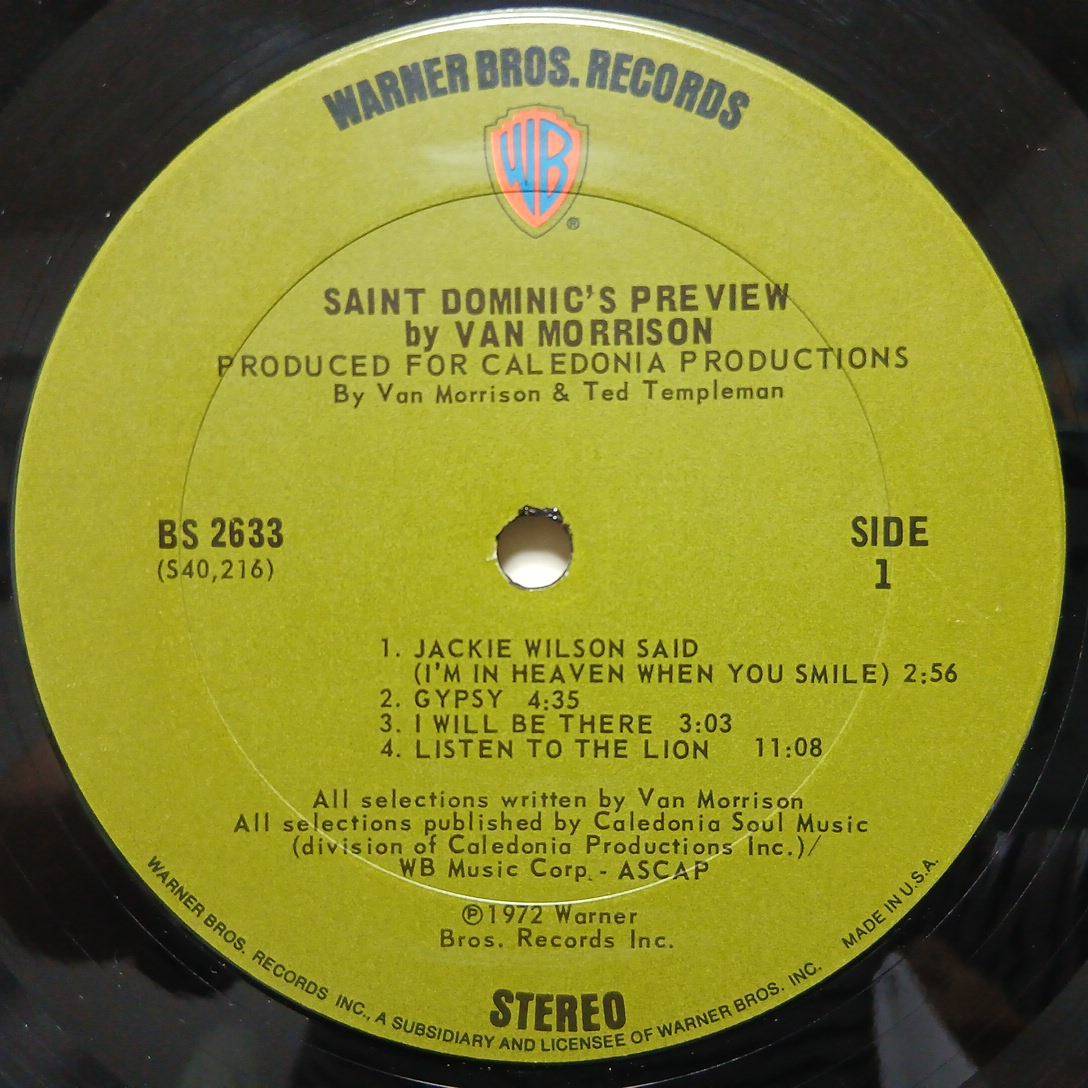 WARNER BROS. RECORDS
WB
®
SAINT DOMINIC'S PREVIEW
by VAN MORRISON
PRODUCED FOR CALEDONIA PRODUCTIONS
By Van Morrison & Ted Templeman
BS 2633
(S40,216)
SIDE
1
1. JACKIE WILSON SAID
(I'M IN HEAVEN WHEN YOU SMILE) 2:56
2. GYPSY 4:35
3. I WILL BE THERE 3:03
4. LISTEN TO THE LION 11:08
All selections written by Van Morrison
All selections published by Caledonia Soul Music
(division of Caledonia Productions Inc.)/
WB Music Corp. - ASCAP
℗1972 Warner
Bros. Records Inc.
STEREO
WARNER BROS. RECORDS INC., A SUBSIDIARY AND LICENSEE OF WARNER BROS. INC. MADE IN U.S.A.